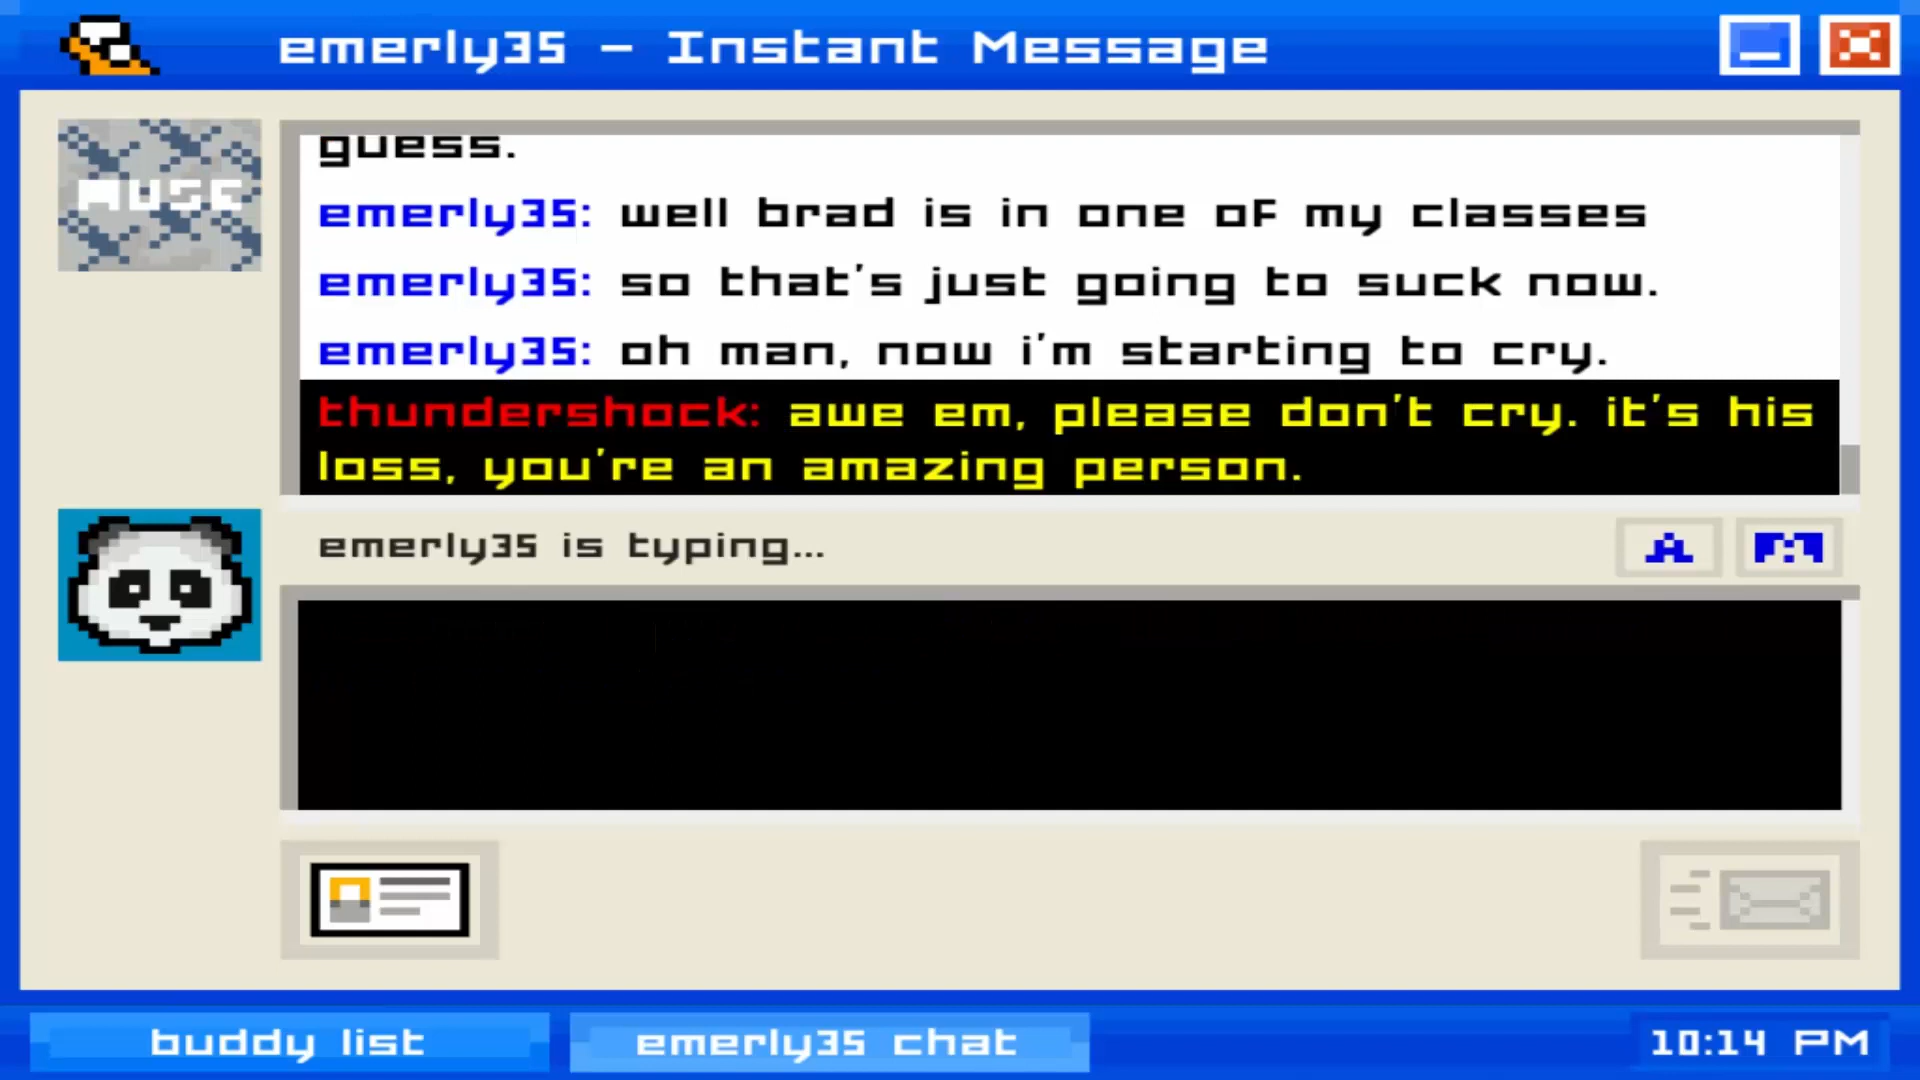 emerly35 - Instant Message
MUSE
guess.
emerly35: well brad is in one of my classes
emerly35: so that's just going to suck now.
emerly35: oh man, now i'm starting to cry.
thundershock: awe em, please don't cry. it's his
loss, you're an amazing person.
emerly35 is typing...
A
buddy list
emerly35 chat
10:14 PM